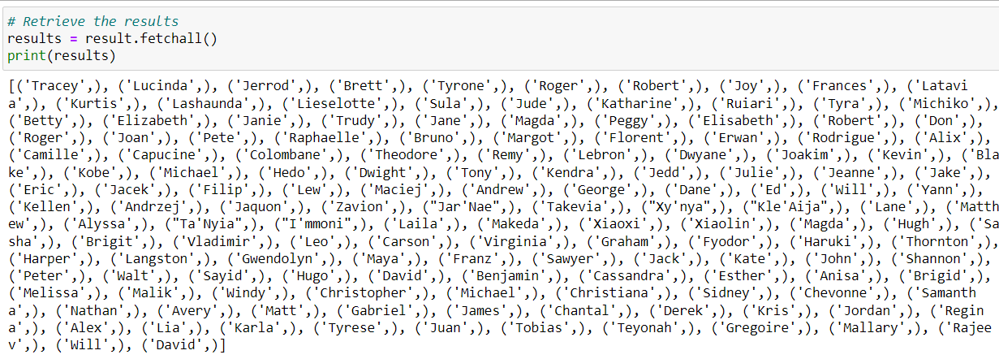 # Retrieve the results
results = result.fetchall()
print(results)
[('Tracey',), ('Lucinda',), ('Jerrod',), ('Brett',), ('Tyrone',), ('Roger',), ('Robert',), ('Joy',), ('Frances',), ('Latavi
a',), ('Kurtis',), ('Lashaunda',), ('Lieselotte',), ('Sula',), ('Jude',), ('Katharine',), ('Ruiari',), ('Tyra',), ('Michiko',),
('Betty',), ('Elizabeth',), ('Janie',), ('Trudy',), ('Jane',), ('Magda',), ('Peggy',), ('Elisabeth',), ('Robert',), ('Don',),
('Roger',), ('Joan',), ('Pete',), ('Raphaelle',), ('Bruno',), ('Margot',), ('Florent',), ('Erwan',), ('Rodrigue',), ('Alix',),
('Camille',), ('Capucine',), ('Colombane',), ('Theodore',), ('Remy',), ('Lebron',), ('Dwyane',), ('Joakim',), ('Kevin',), ('Bla
ke',), ('Kobe',), ('Michael',), ('Hedo',), ('Dwight',), ('Tony',), ('Kendra',), ('Jedd',), ('Julie',), ('Jeanne',), ('Jake',),
('Eric',), ('Jacek',), ('Filip',), ('Lew',), ('Maciej',), ('Andrew',), ('George',), ('Dane',), ('Ed',), ('Will',), ('Yann',),
('Kellen',), ('Andrzej',), ('Jaquon',), ('Zavion',), ("Jar'Nae",), ('Takevia',), ("Xy'nya",), ("Kle'Aija",), ('Lane',), ('Matth
ew',), ('Alyssa',), ("Ta'Nyia",), ("I'mmoni",), ('Laila',), ('Makeda',), ('Xiaoxi',), ('Xiaolin',), ('Magda',), ('Hugh',), ('Sa
sha',), ('Brigit',), ('Vladimir',), ('Leo',), ('Carson',), ('Virginia',), ('Graham',), ('Fyodor',), ('Haruki',), ('Thornton',),
('Harper',), ('Langston',), ('Gwendolyn',), ('Maya',), ('Franz',), ('Sawyer',), ('Jack',), ('Kate',), ('John',), ('Shannon',),
('Peter',), ('Walt',), ('Sayid',), ('Hugo',), ('David',), ('Benjamin',), ('Cassandra',), ('Esther',), ('Anisa',), ('Brigid',),
('Melissa',), ('Malik',), ('Windy',), ('Christopher',), ('Michael',), ('Christiana',), ('Sidney',), ('Chevonne',), ('Samanth
a',), ('Nathan',), ('Avery',), ('Matt',), ('Gabriel',), ('James',), ('Chantal',), ('Derek',), ('Kris',), ('Jordan',), ('Regin
a',), ('Alex',), ('Lia',), ('Karla',), ('Tyrese',), ('Juan',), ('Tobias',), ('Teyonah',), ('Gregoire',), ('Mallary',), ('Rajee
v',), ('Will',), ('David',)]